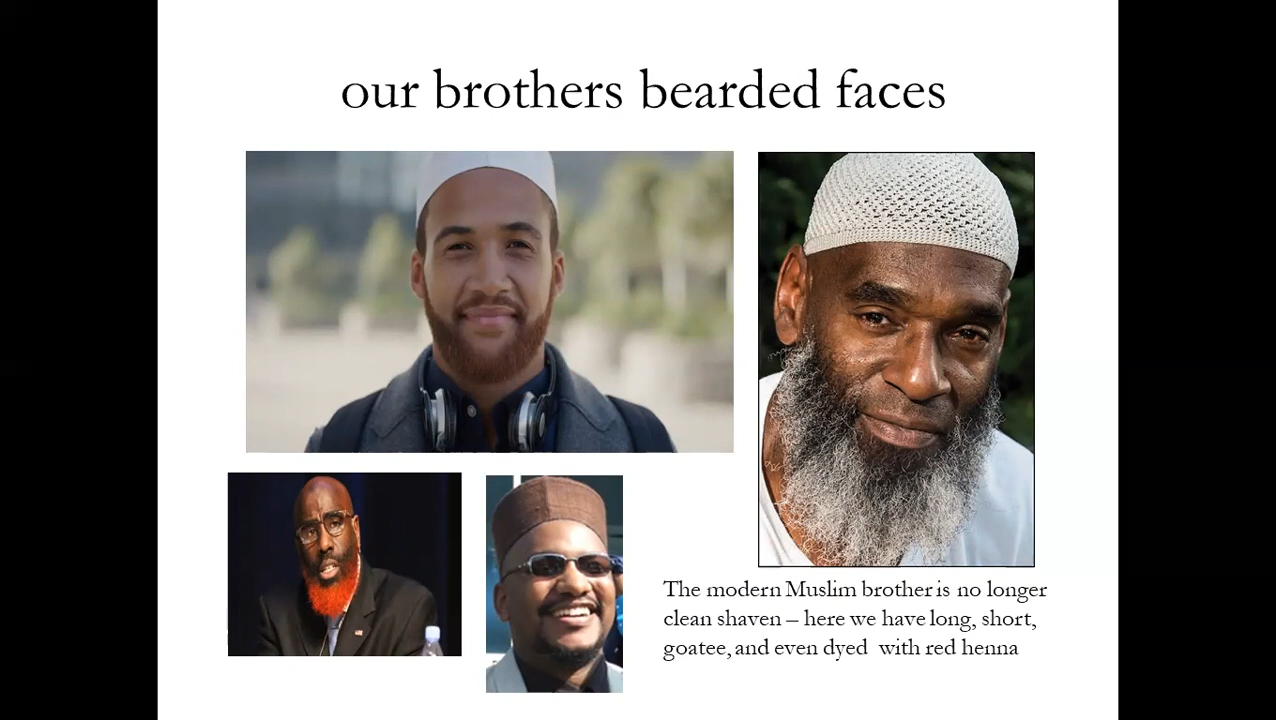 our brothers bearded faces
The modern Muslim brother is no longer
clean shaven – here we have long, short,
goatee, and even dyed with red henna